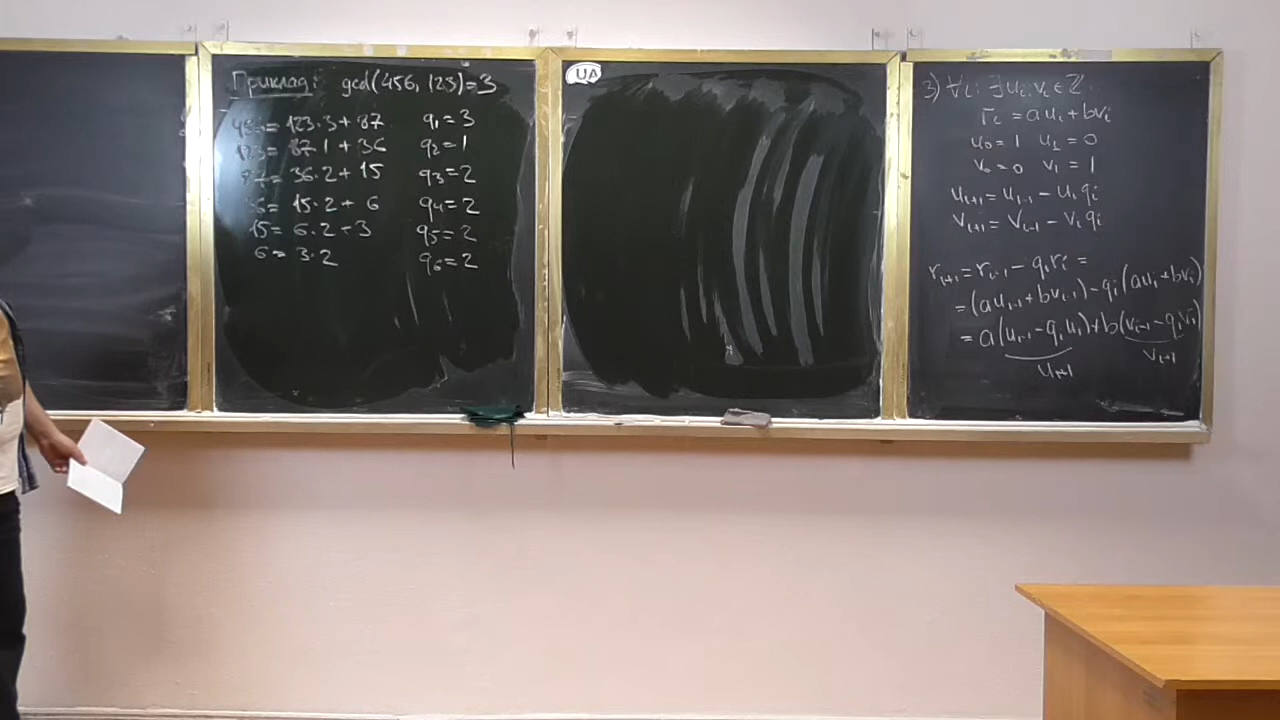 Приклад: gcd(456, 123)=3
456= 123·3+87 q₁=3
123= 87·1+36 q₂=1
87= 36·2+15 q₃=2
36= 15·2+6 q₄=2
15= 6·2+3 q₅=2
6= 3·2 q₆=2
UA
3) ∀i: ∃uᵢ,vᵢ∈ℤ:
rᵢ=auᵢ+bvᵢ
u₀=1 u₁=0
v₀=0 v₁=1
uᵢ₊₁=uᵢ₋₁-uᵢqᵢ
vᵢ₊₁=vᵢ₋₁-vᵢqᵢ
rᵢ₊₁=rᵢ₋₁-qᵢrᵢ=
=(auᵢ₋₁+bvᵢ₋₁)-qᵢ(auᵢ+bvᵢ)
=a(uᵢ₋₁-qᵢuᵢ)+b(vᵢ₋₁-qᵢvᵢ)
uᵢ₊₁ vᵢ₊₁